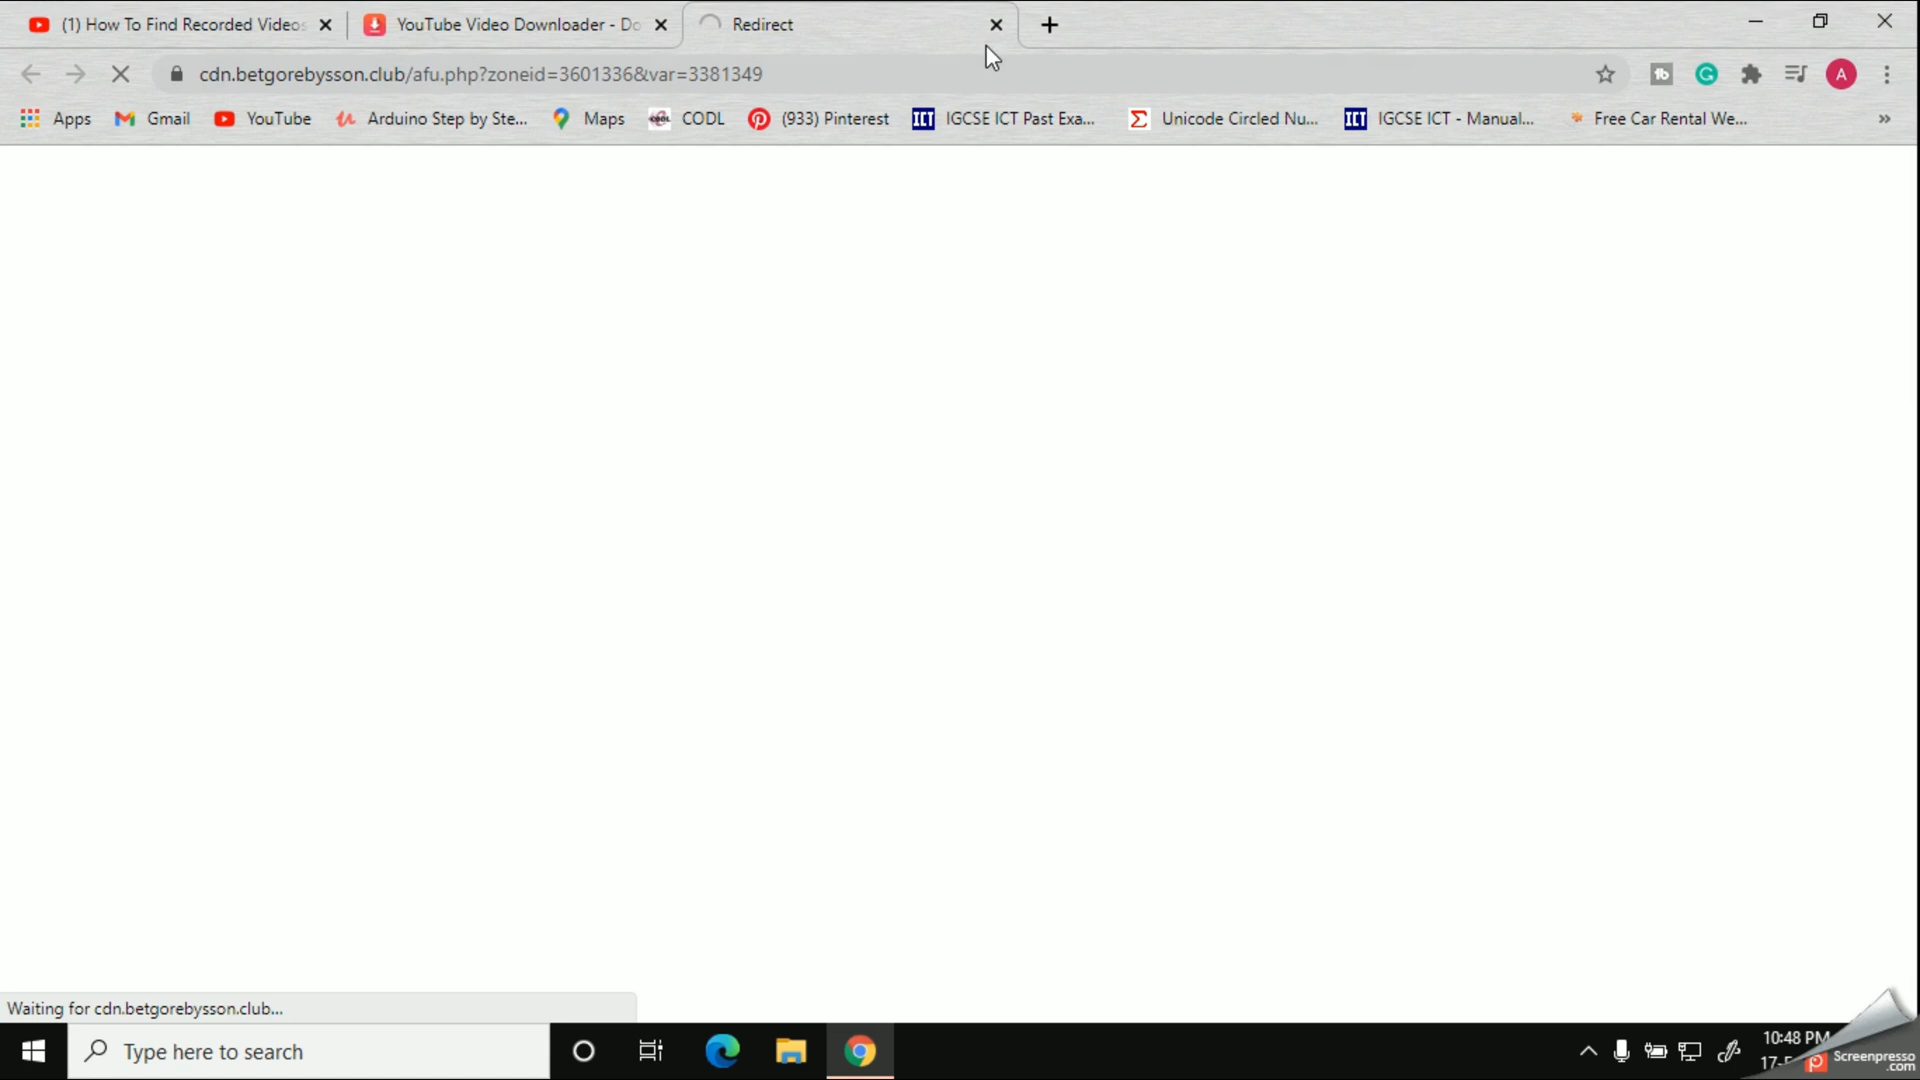 (1) How To Find Recorded Videos
YouTube Video Downloader - Do
Redirect
cdn.betgorebysson.club/afu.php?zoneid=3601336&var=3381349
A
Apps
Gmail
YouTube
Arduino Step by Ste...
Maps
CODL
(933) Pinterest
ICT
IGCSE ICT Past Exa...
Unicode Circled Nu...
ICT
IGCSE ICT - Manual...
Free Car Rental We...
Waiting for cdn.betgorebysson.club...
Type here to search
10:48 PM
Screenpresso
.com